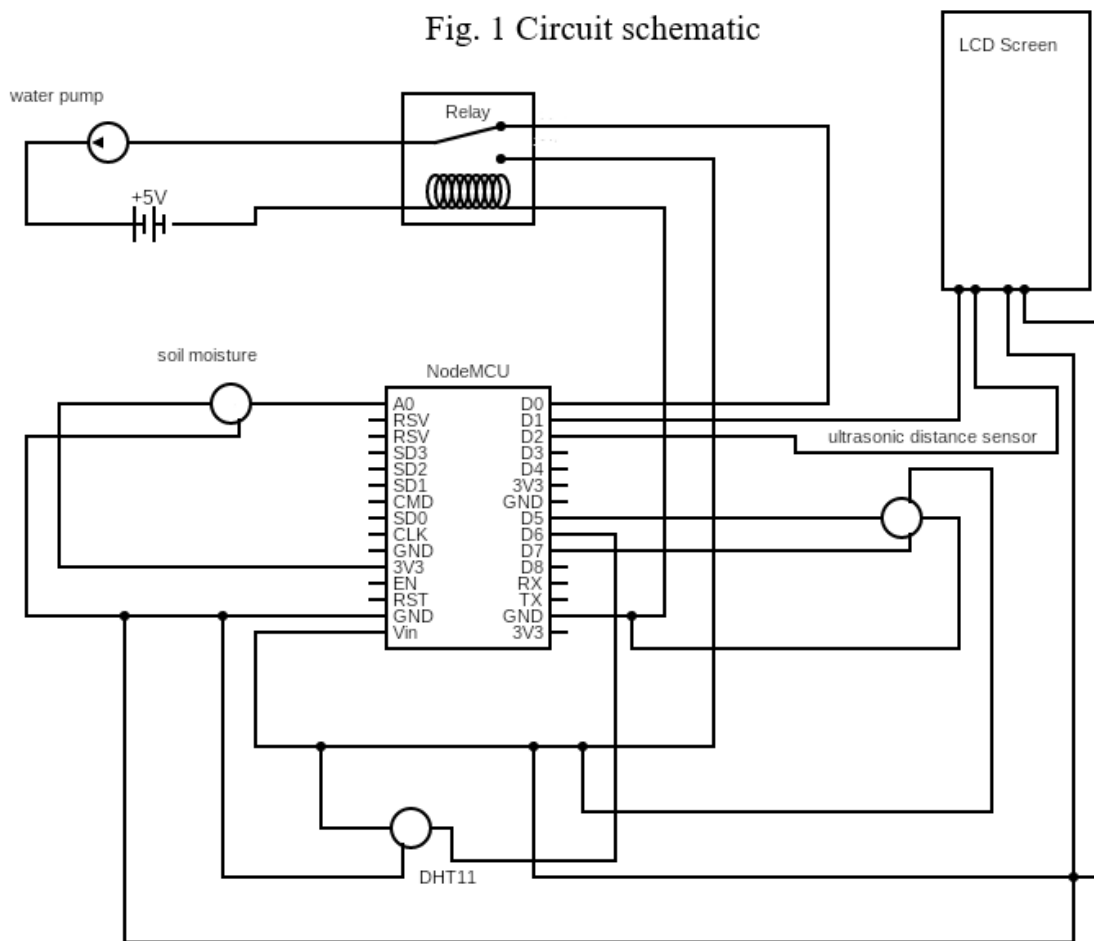 Fig. 1 Circuit schematic
LCD Screen
water pump
Relay
+5V
soil moisture
NodeMCU
A0
RSV
RSV
SD3
SD2
SD1
CMD
SD0
CLK
GND
3V3
EN
RST
GND
Vin
D0
D1
D2
D3
D4
3V3
GND
D5
D6
D7
D8
RX
TX
GND
3V3
ultrasonic distance sensor
DHT11